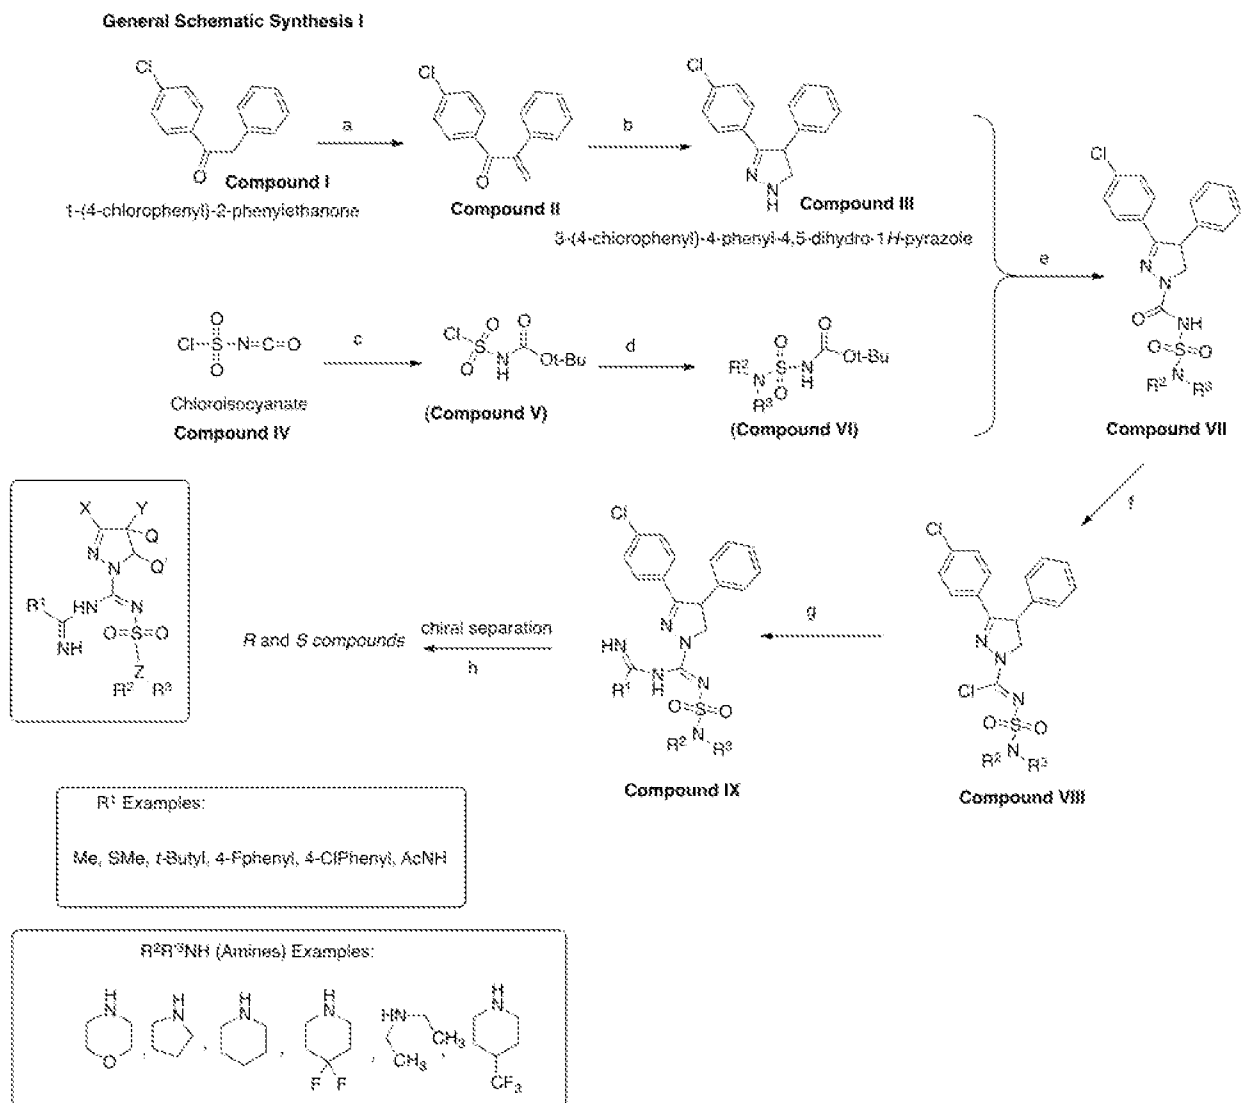 General Schematic Synthesis I
Cl
O
Compound I
1-(4-chlorophenyl)-2-phenylethanone
a
Cl
O
Compound II
b
Cl
N
N
H
Compound III
3-(4-chlorophenyl)-4-phenyl-4,5-dihydro-1H-pyrazole
O
Cl-S-N=C=O
O
Chloroisocyanate
Compound IV
c
Cl
O
O
S
O
N
H
Ot-Bu
(Compound V)
d
O
O
R²
N
S
NH
O
Ot-Bu
R³
(Compound VI)
e
Cl
N
N
O
NH
O=S=O
N
R² R³
Compound VII
f
Cl
N
N
Cl
N
O=S=O
N
R² R³
Compound VIII
g
Cl
N
N
HN
N
H
N
R¹
O=S=O
N
R² R³
Compound IX
chiral separation
h
R and S compounds
X Y
Q
N
N
Q'
R¹
HN
N
NH
O=S=O
Z
R² R³
R¹ Examples:
Me, SMe, t-Butyl, 4-Fphenyl, 4-ClPhenyl, AcNH
R²R³NH (Amines) Examples:
H
N
O
,
H
N
,
H
N
,
H
N
F F
,
HN
CH₃
CH₃
,
H
N
CF₃